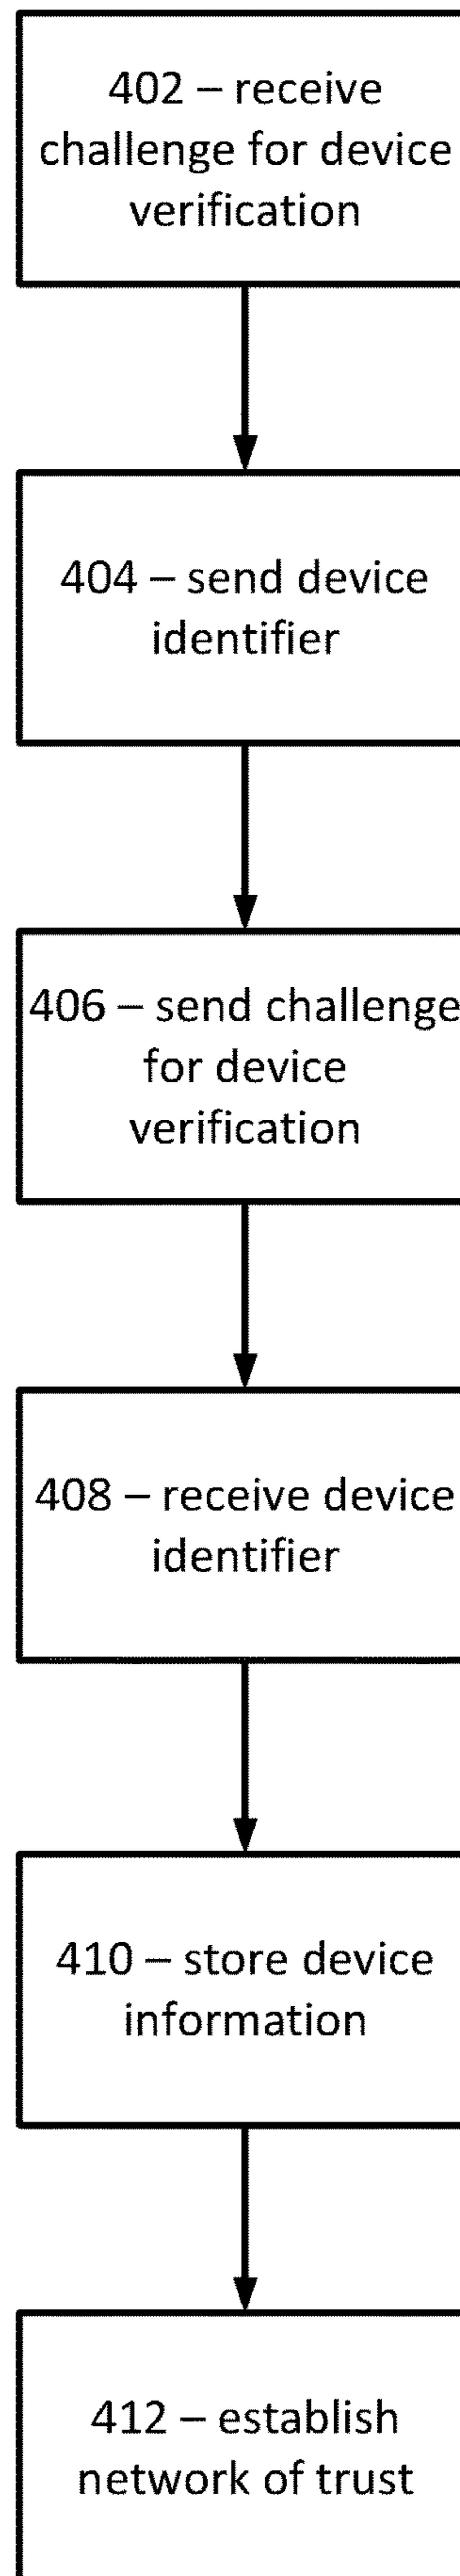 402 – receive
challenge for device
verification
404 – send device
identifier
406 – send challenge
for device
verification
408 – receive device
identifier
410 – store device
information
412 – establish
network of trust